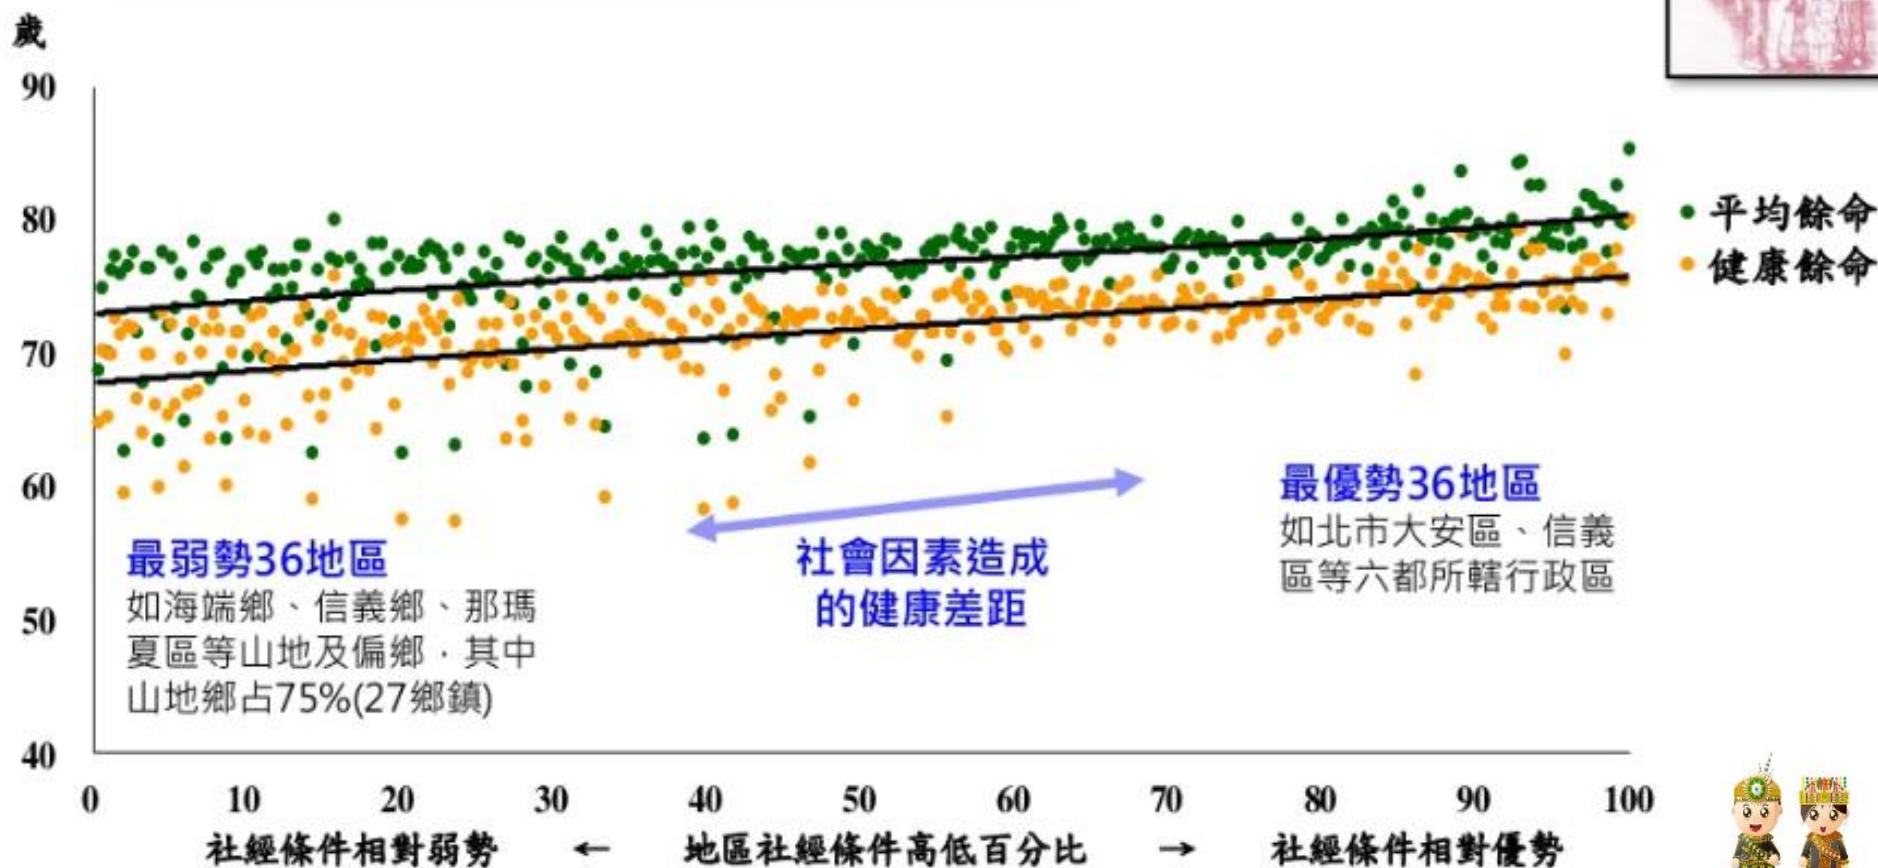 歲
90
80
70
60
50
40
平均餘命
健康餘命
最弱勢36地區
如海端鄉、信義鄉、那瑪
夏區等山地及偏鄉，其中
山地鄉占75%(27鄉鎮)
社會因素造成
的健康差距
最優勢36地區
如北市大安區、信義
區等六都所轄行政區
0 10 20 30 40 50 60 70 80 90 100
社經條件相對弱勢 ← 地區社經條件高低百分比 → 社經條件相對優勢